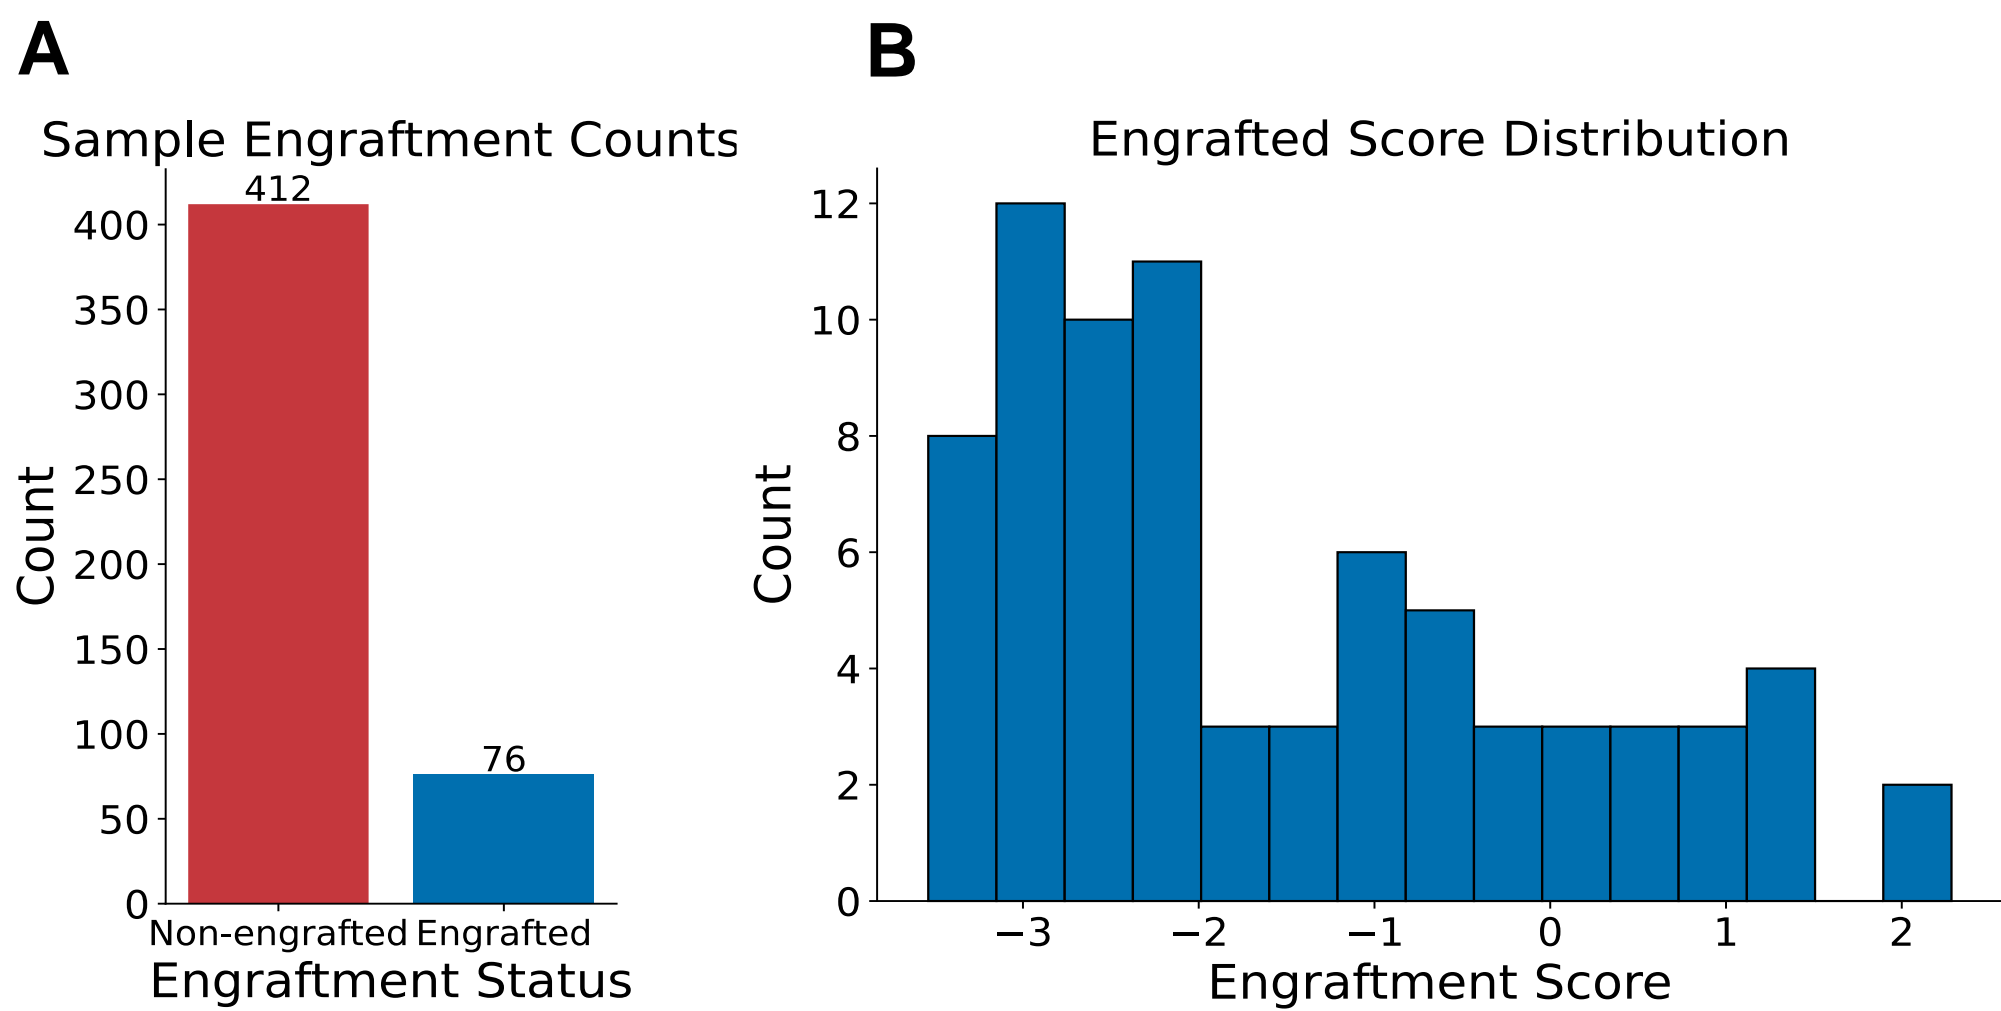 A
Sample Engraftment Counts
Count
400
350
300
250
200
150
100
50
0
412
76
Non-engrafted Engrafted
Engraftment Status
B
Engrafted Score Distribution
Count
12
10
8
6
4
2
0
−3 −2 −1 0 1 2
Engraftment Score